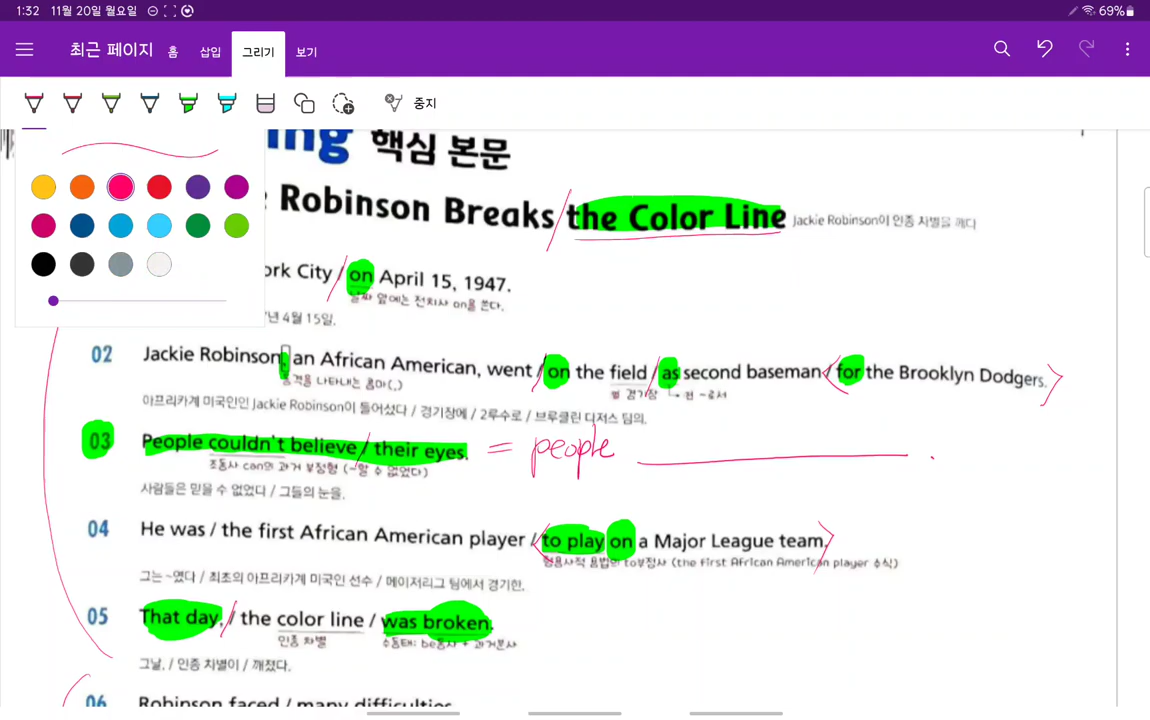 1:32 11월 20일 월요일 69%
최근 페이지 홈 삽입 그리기 보기
중지
ing 핵심 본문
Robinson Breaks / the Color Line Jackie Robinson이 인종 차별을 깨다
ork City / on April 15, 1947.
앞에는 전치사 on을 쓴다.
년 4월 15일.
02 Jackie Robinson, an African American, went / on the field / as second baseman / for the Brooklyn Dodgers.
동격을 나타내는 콤마(,)
경기장 전 ~로서
아프리카계 미국인인 Jackie Robinson이 들어섰다 / 경기장에 / 2루수로 / 브루클린 디저스 팀의.
03 People couldn't believe / their eyes. = people .
조동사 can의 과거 부정형 (~할 수 없었다)
사람들은 믿을 수 없었다 / 그들의 눈을.
04 He was / the first African American player / to play on a Major League team.
형용사적 용법의 to부정사 (the first African American player 수식)
그는 ~였다 / 최초의 아프리카계 미국인 선수 / 메이저리그 팀에서 경기한.
05 That day, / the color line / was broken.
인종 차별 수동태: be동사 + 과거분사
그날, / 인종 차별이 / 깨졌다.
06 Robinson faced / many difficulties